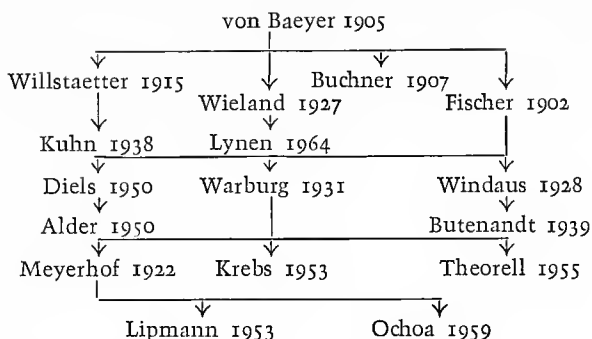 von Baeyer 1905
Willstaetter 1915 Buchner 1907
Wieland 1927 Fischer 1902
Kuhn 1938 Lynen 1964
Diels 1950 Warburg 1931 Windaus 1928
Alder 1950 Butenandt 1939
Meyerhof 1922 Krebs 1953 Theorell 1955
Lipmann 1953 Ochoa 1959